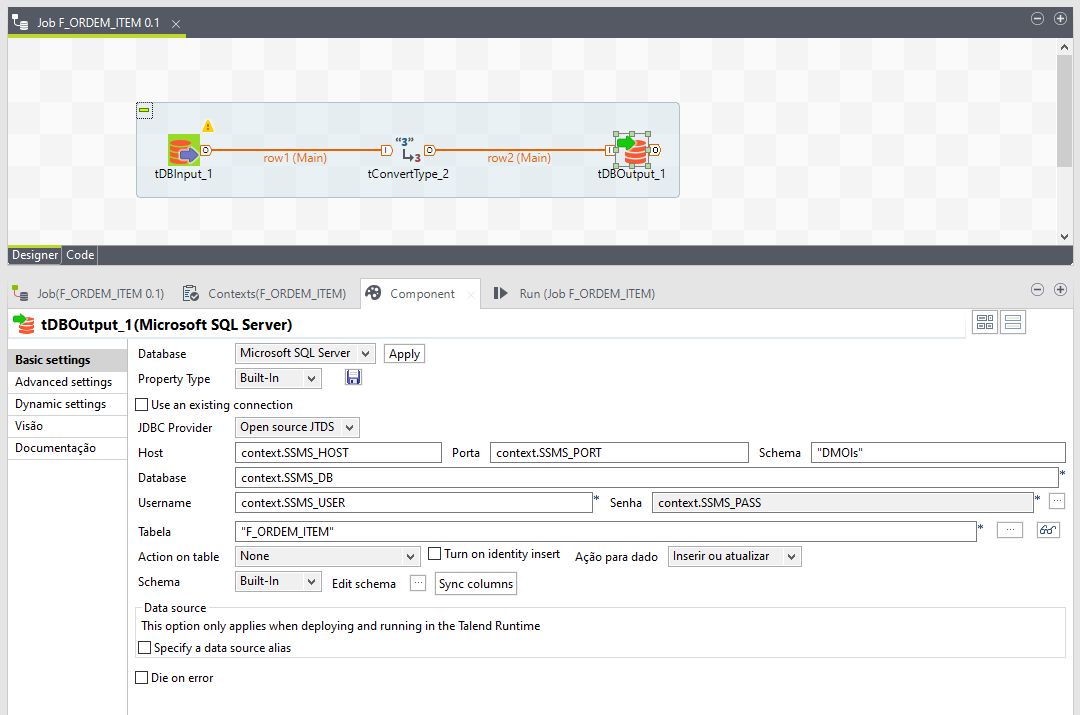 Job F_ORDEM_ITEM 0.1
"3"
3
row1 (Main)
row2 (Main)
tDBInput_1
tConvertType_2
tDBOutput_1
Designer
Code
Job(F_ORDEM_ITEM 0.1)
Contexts(F_ORDEM_ITEM)
Component
Run (Job F_ORDEM_ITEM)
tDBOutput_1(Microsoft SQL Server)
Basic settings
Advanced settings
Dynamic settings
Visão
Documentação
Database Microsoft SQL Server Apply
Property Type Built-In
Use an existing connection
JDBC Provider Open source JTDS
Host context.SSMS_HOST Porta context.SSMS_PORT Schema "DMOIs"
Database context.SSMS_DB *
Username context.SSMS_USER * Senha context.SSMS_PASS * ...
Tabela "F_ORDEM_ITEM" * ...
Action on table None Turn on identity insert Ação para dado Inserir ou atualizar
Schema Built-In Edit schema ... Sync columns
Data source
This option only applies when deploying and running in the Talend Runtime
Specify a data source alias
Die on error